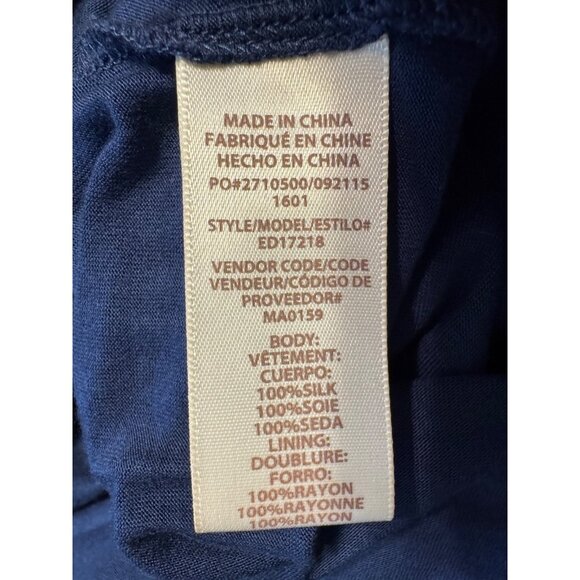 MADE IN CHINA
FABRIQUÉ EN CHINE
HECHO EN CHINA
PO#2710500/092115
1601
STYLE/MODEL/ESTILO#
ED17218
VENDOR CODE/CODE
VENDEUR/CÓDIGO DE
PROVEEDOR#
MA0159
BODY:
VÊTEMENT:
CUERPO:
100%SILK
100%SOIE
100%SEDA
LINING:
DOUBLURE:
FORRO:
100%RAYON
100%RAYONNE
100%RAYON